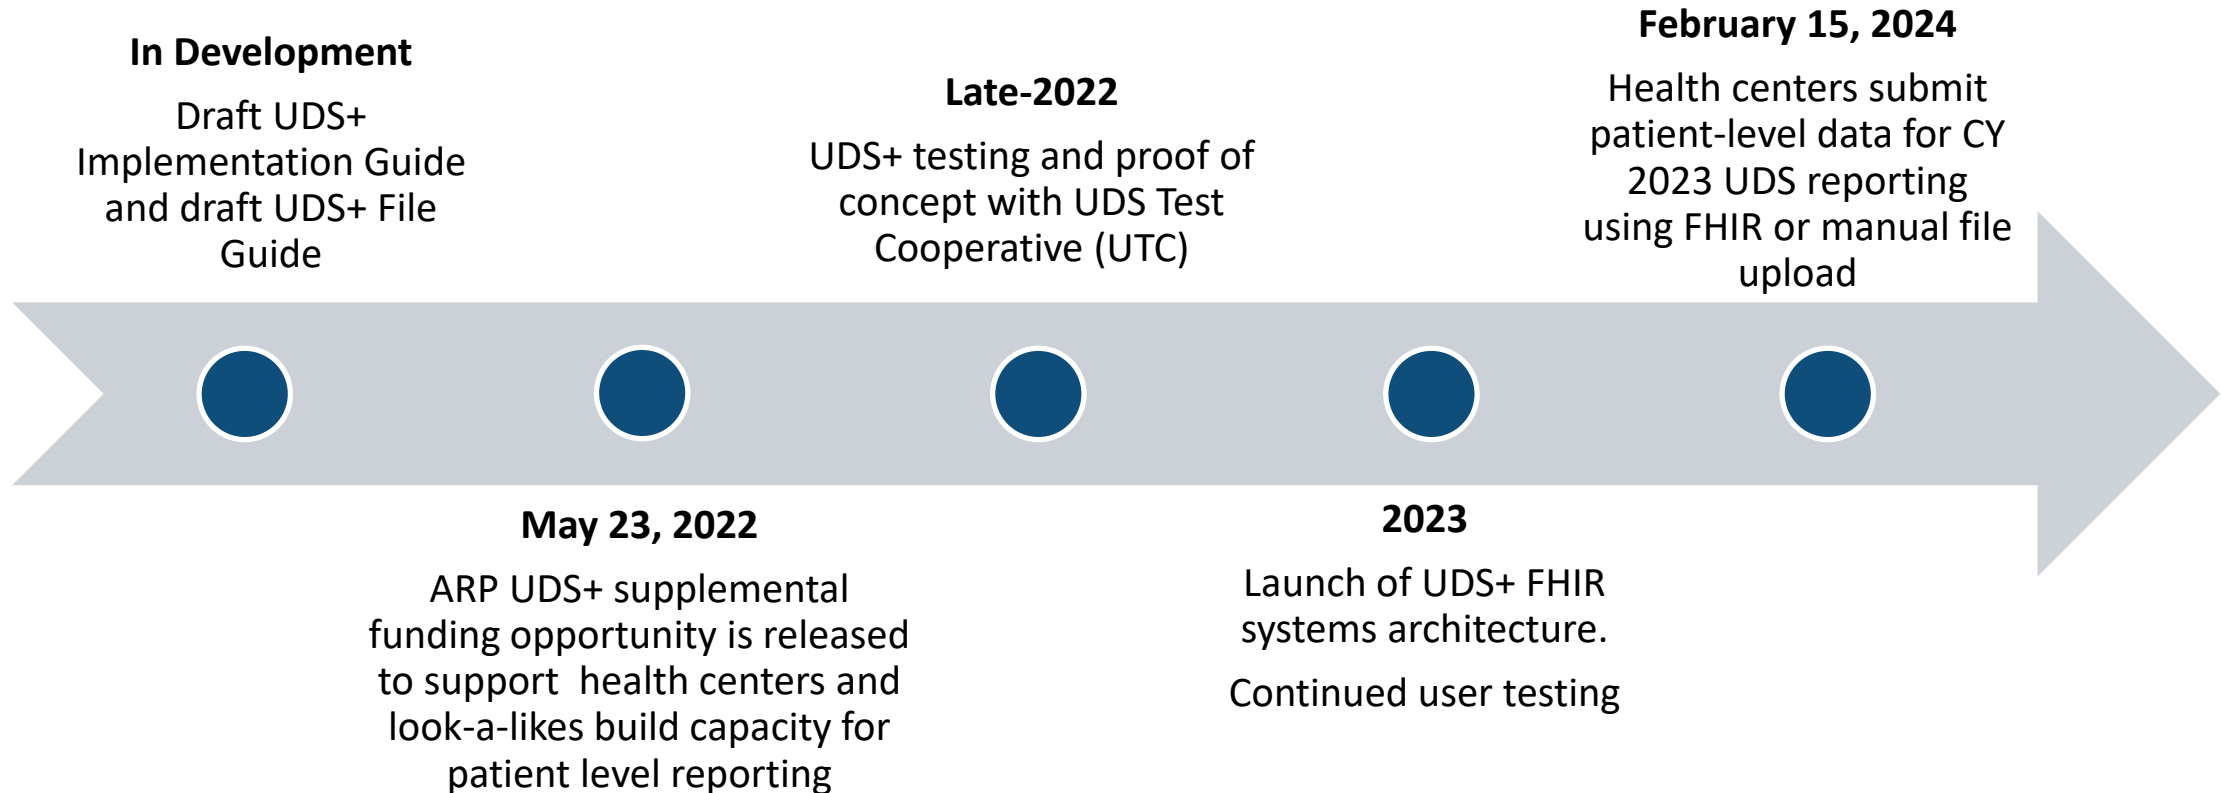 In Development
Draft UDS+
Implementation Guide
and draft UDS+ File
Guide
May 23, 2022
ARP UDS+ supplemental
funding opportunity is released
to support  health centers and
look-a-likes build capacity for
patient level reporting
Late-2022
UDS+ testing and proof of
concept with UDS Test
Cooperative (UTC)
2023
Launch of UDS+ FHIR
systems architecture.
Continued user testing
February 15, 2024
Health centers submit
patient-level data for CY
2023 UDS reporting
using FHIR or manual file
upload